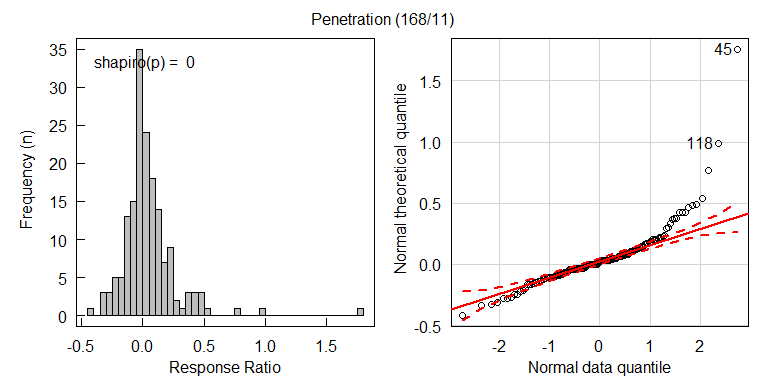 Penetration (168/11)
shapiro(p) = 0
Frequency (n)
35
30
25
20
15
10
5
0
-0.5 0.0 0.5 1.0 1.5
Response Ratio
Normal theoretical quantile
1.5
1.0
0.5
0.0
-0.5
45
118
-2 -1 0 1 2
Normal data quantile